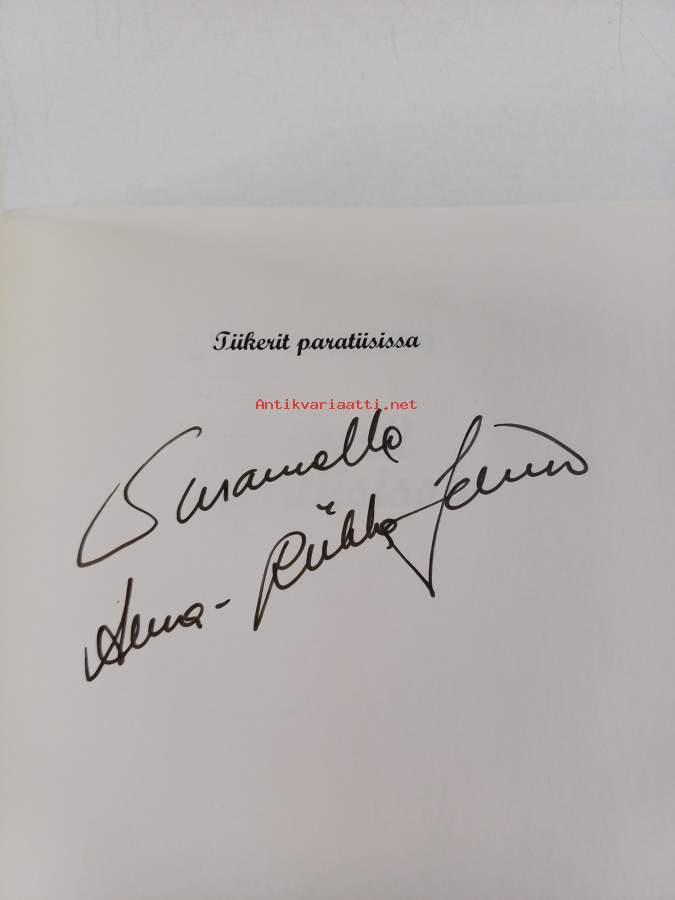 Tiikerit paratiisissa
Antikvariaatti.net
Susannalle
Anna-Riikka